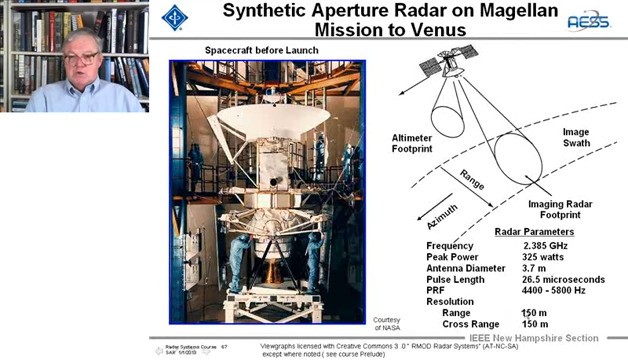 Synthetic Aperture Radar on Magellan
Mission to Venus
AESS
Spacecraft before Launch
Altimeter
Footprint
Image
Swath
Range
Azimuth
Imaging Radar
Footprint
Radar Parameters
Frequency 2.385 GHz
Peak Power 325 watts
Antenna Diameter 3.7 m
Pulse Length 26.5 microseconds
PRF 4400 - 5800 Hz
Resolution
Range 150 m
Cross Range 150 m
Courtesy
of NASA
IEEE New Hampshire Section
Radar Systems Course 67
SAR 1/1/2010
Viewgraphs licensed with Creative Commons 3 .0 " RMOD Radar Systems" (AT-NC-SA)
except where noted ( see course Prelude)